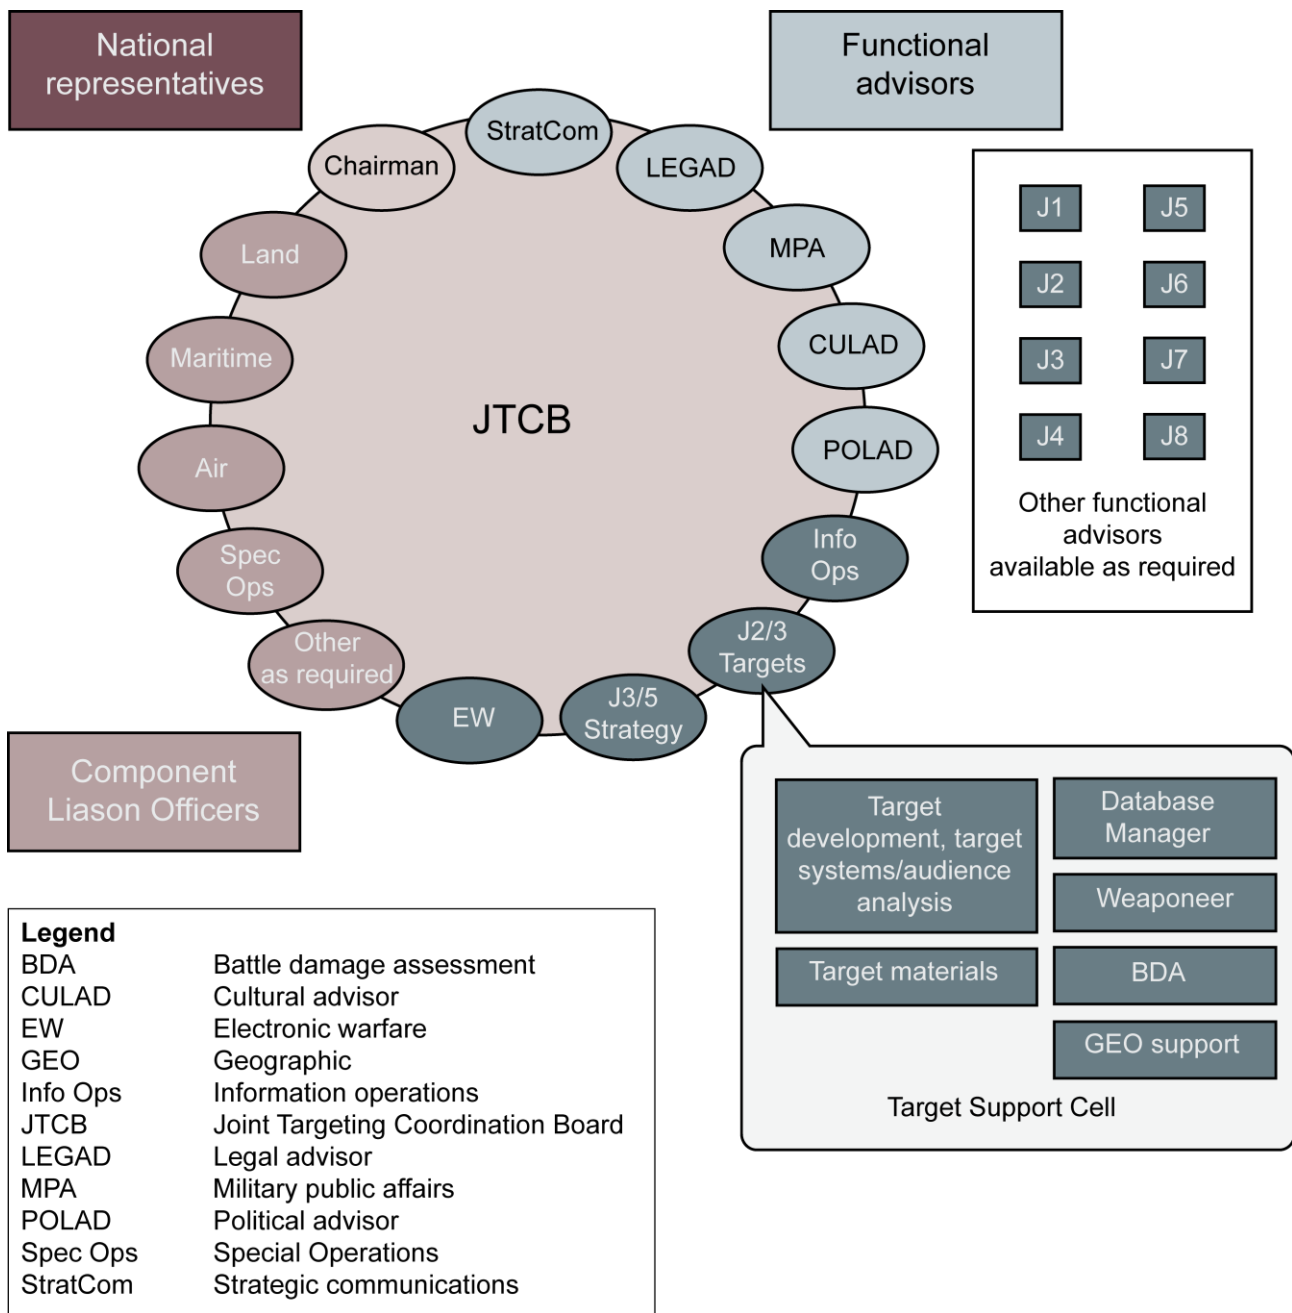 National
representatives
Functional
advisors
StratCom
Chairman
LEGAD
Land
MPA
Maritime
CULAD
JTCB
Air
POLAD
Spec
Ops
Info
Ops
Other
as required
J2/3
Targets
EW
J3/5
Strategy
J1
J5
J2
J6
J3
J7
J4
J8
Other functional
advisors
available as required
Component
Liason Officers
Target
development, target
systems/audience
analysis
Database
Manager
Weaponeer
Target materials
BDA
GEO support
Target Support Cell
Legend
BDA Battle damage assessment
CULAD Cultural advisor
EW Electronic warfare
GEO Geographic
Info Ops Information operations
JTCB Joint Targeting Coordination Board
LEGAD Legal advisor
MPA Military public affairs
POLAD Political advisor
Spec Ops Special Operations
StratCom Strategic communications